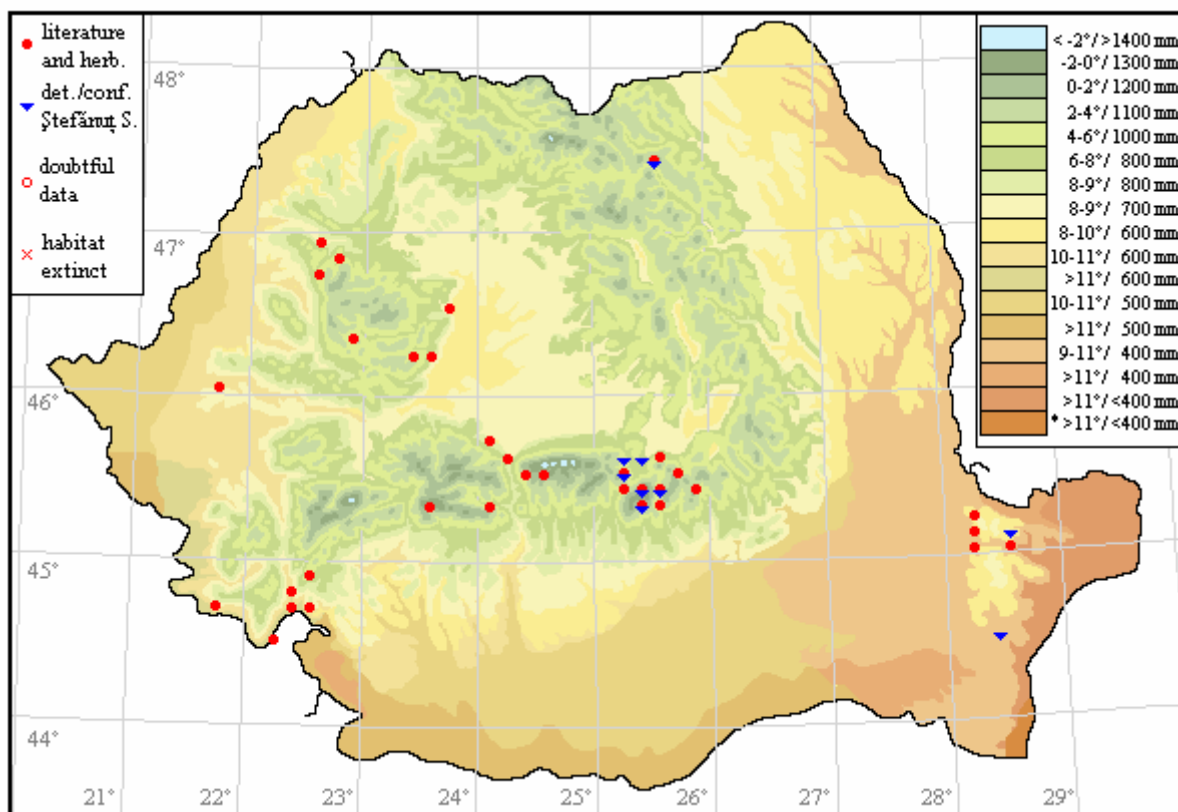 literature
and herb.
det./conf.
Ştefănuţ S.
doubtful
data
habitat
extinct
< -2°/ >1400 mm
-2-0°/ 1300 mm
0-2°/ 1200 mm
2-4°/ 1100 mm
4-6°/ 1000 mm
6-8°/ 800 mm
8-9°/ 800 mm
8-9°/ 700 mm
8-10°/ 600 mm
10-11°/ 600 mm
>11°/ 600 mm
10-11°/ 500 mm
>11°/ 500 mm
9-11°/ 400 mm
>11°/ 400 mm
>11°/ <400 mm
* >11°/ <400 mm
48°
47°
46°
45°
44°
21°
22°
23°
24°
25°
26°
27°
28°
29°